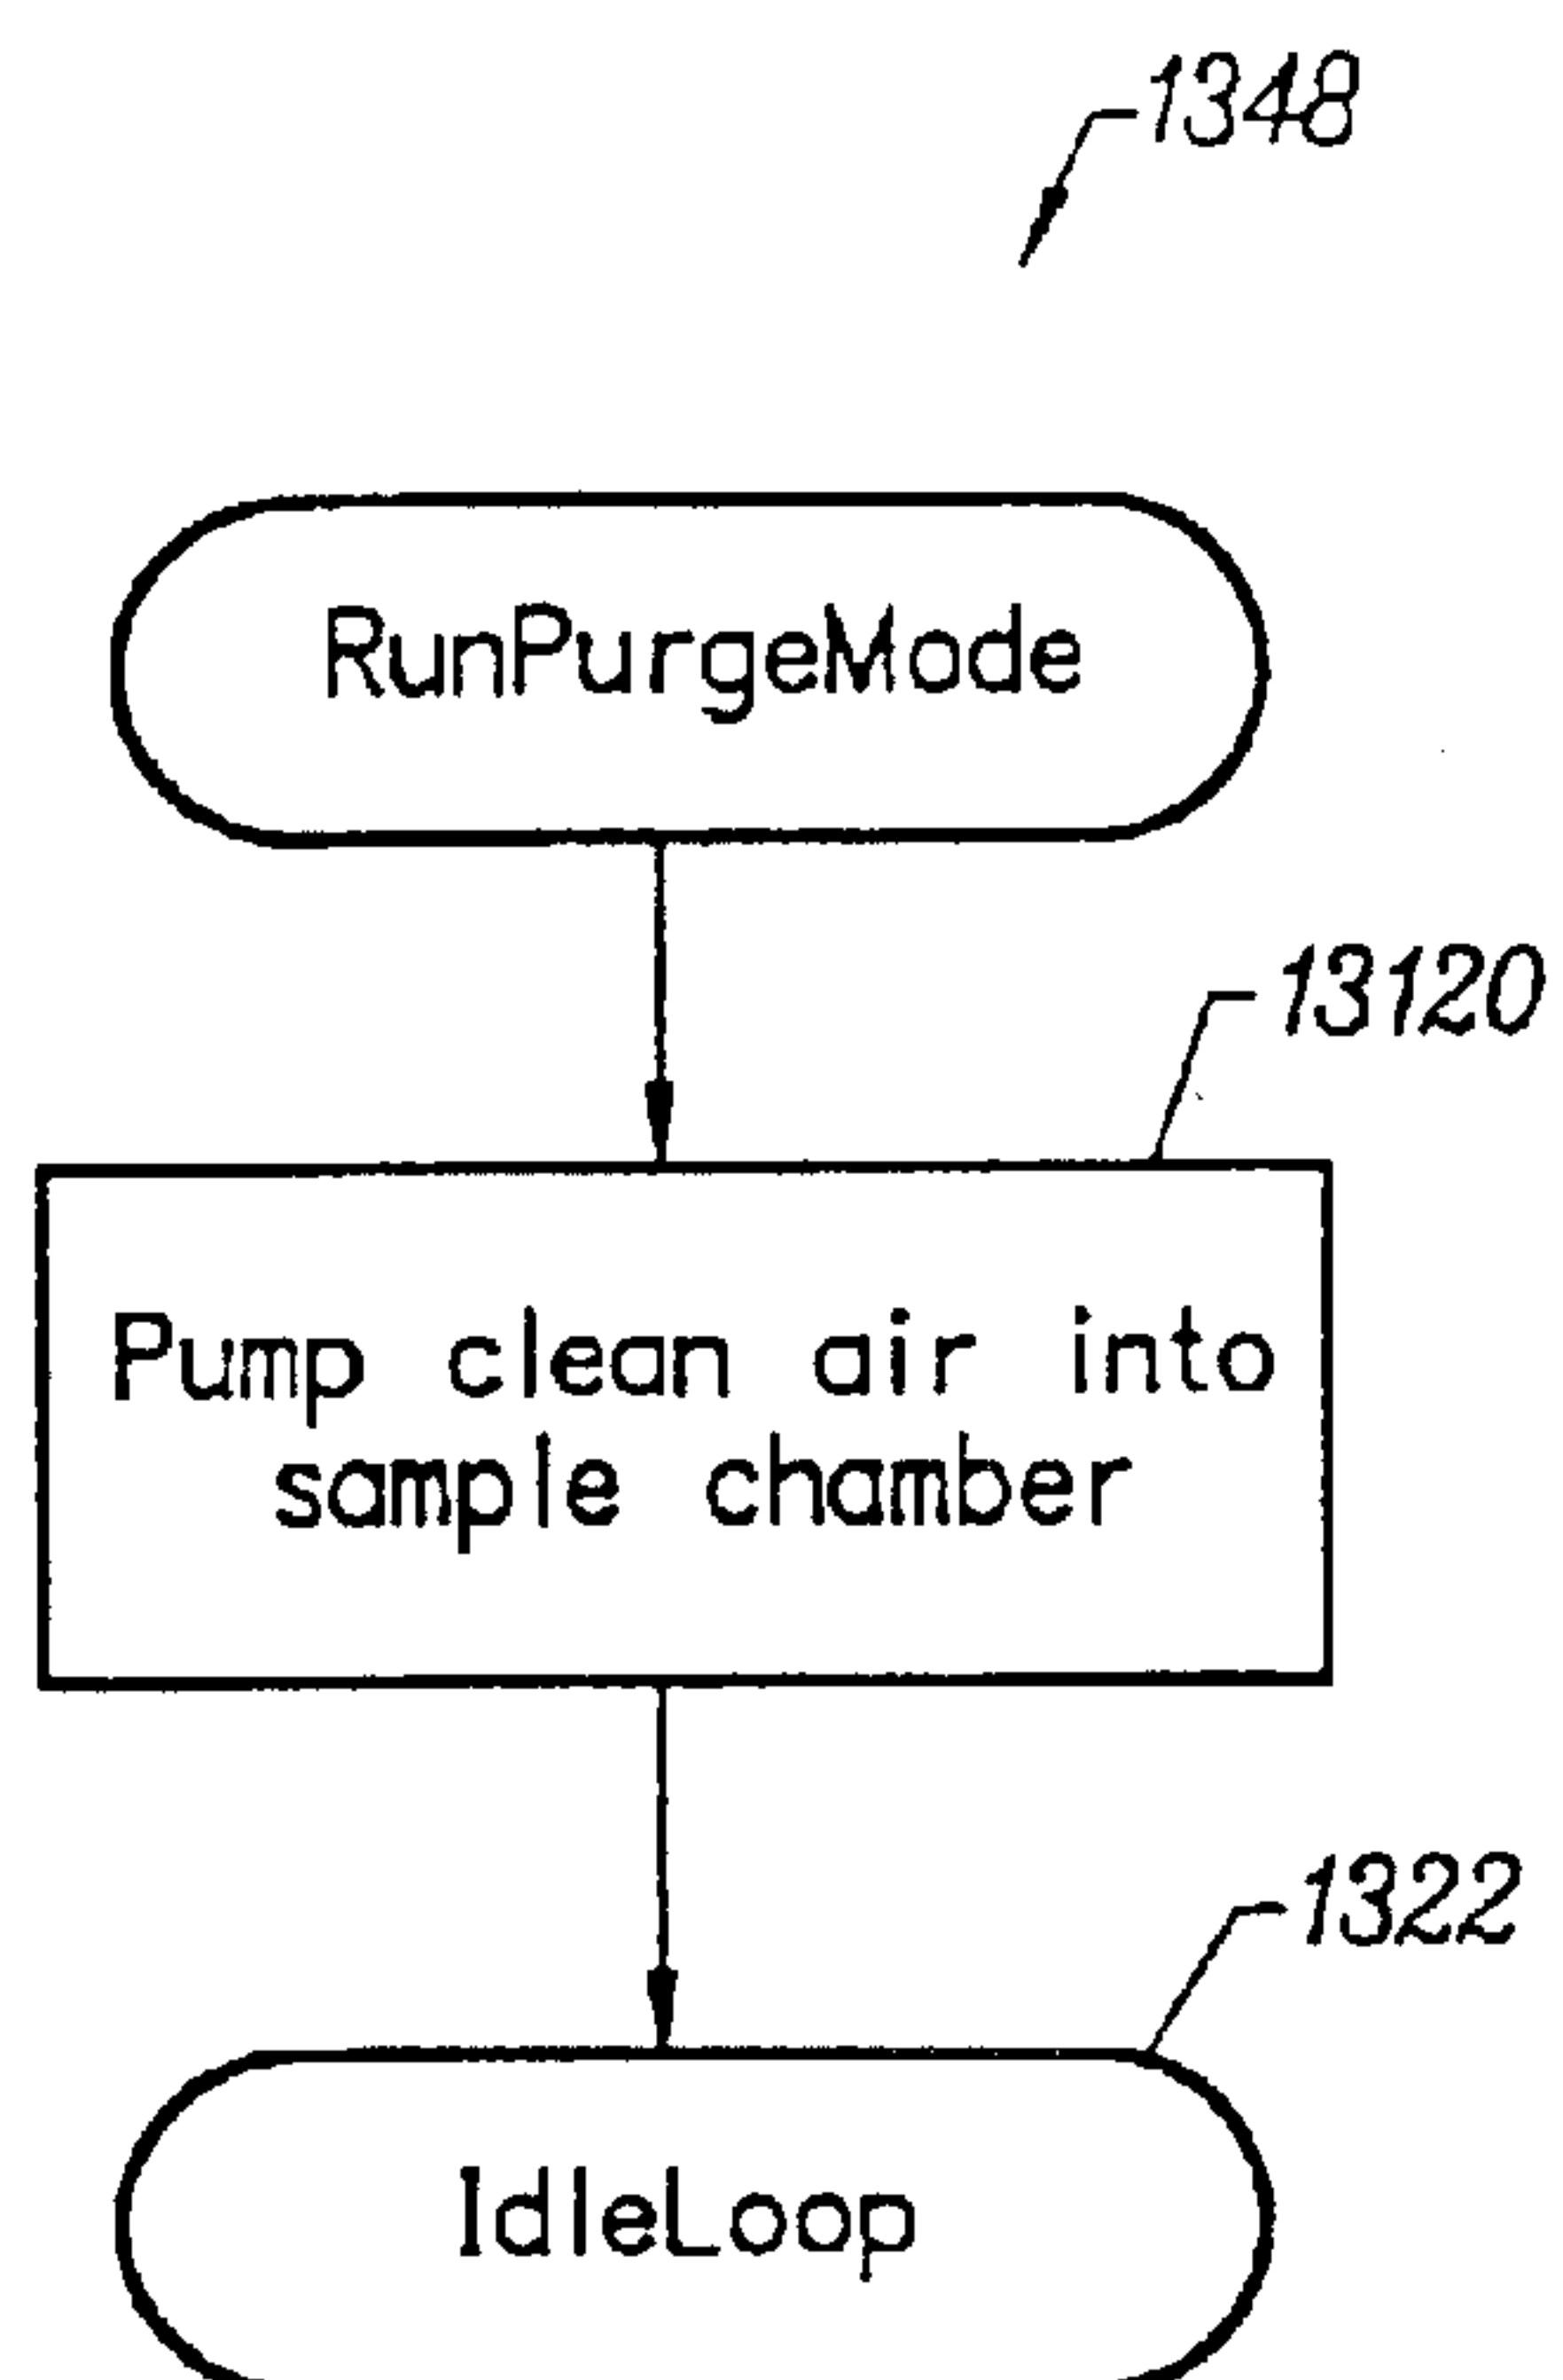 1348
RunPurgeMode
13120
Pump clean air into
sample chamber
1322
IdleLoop